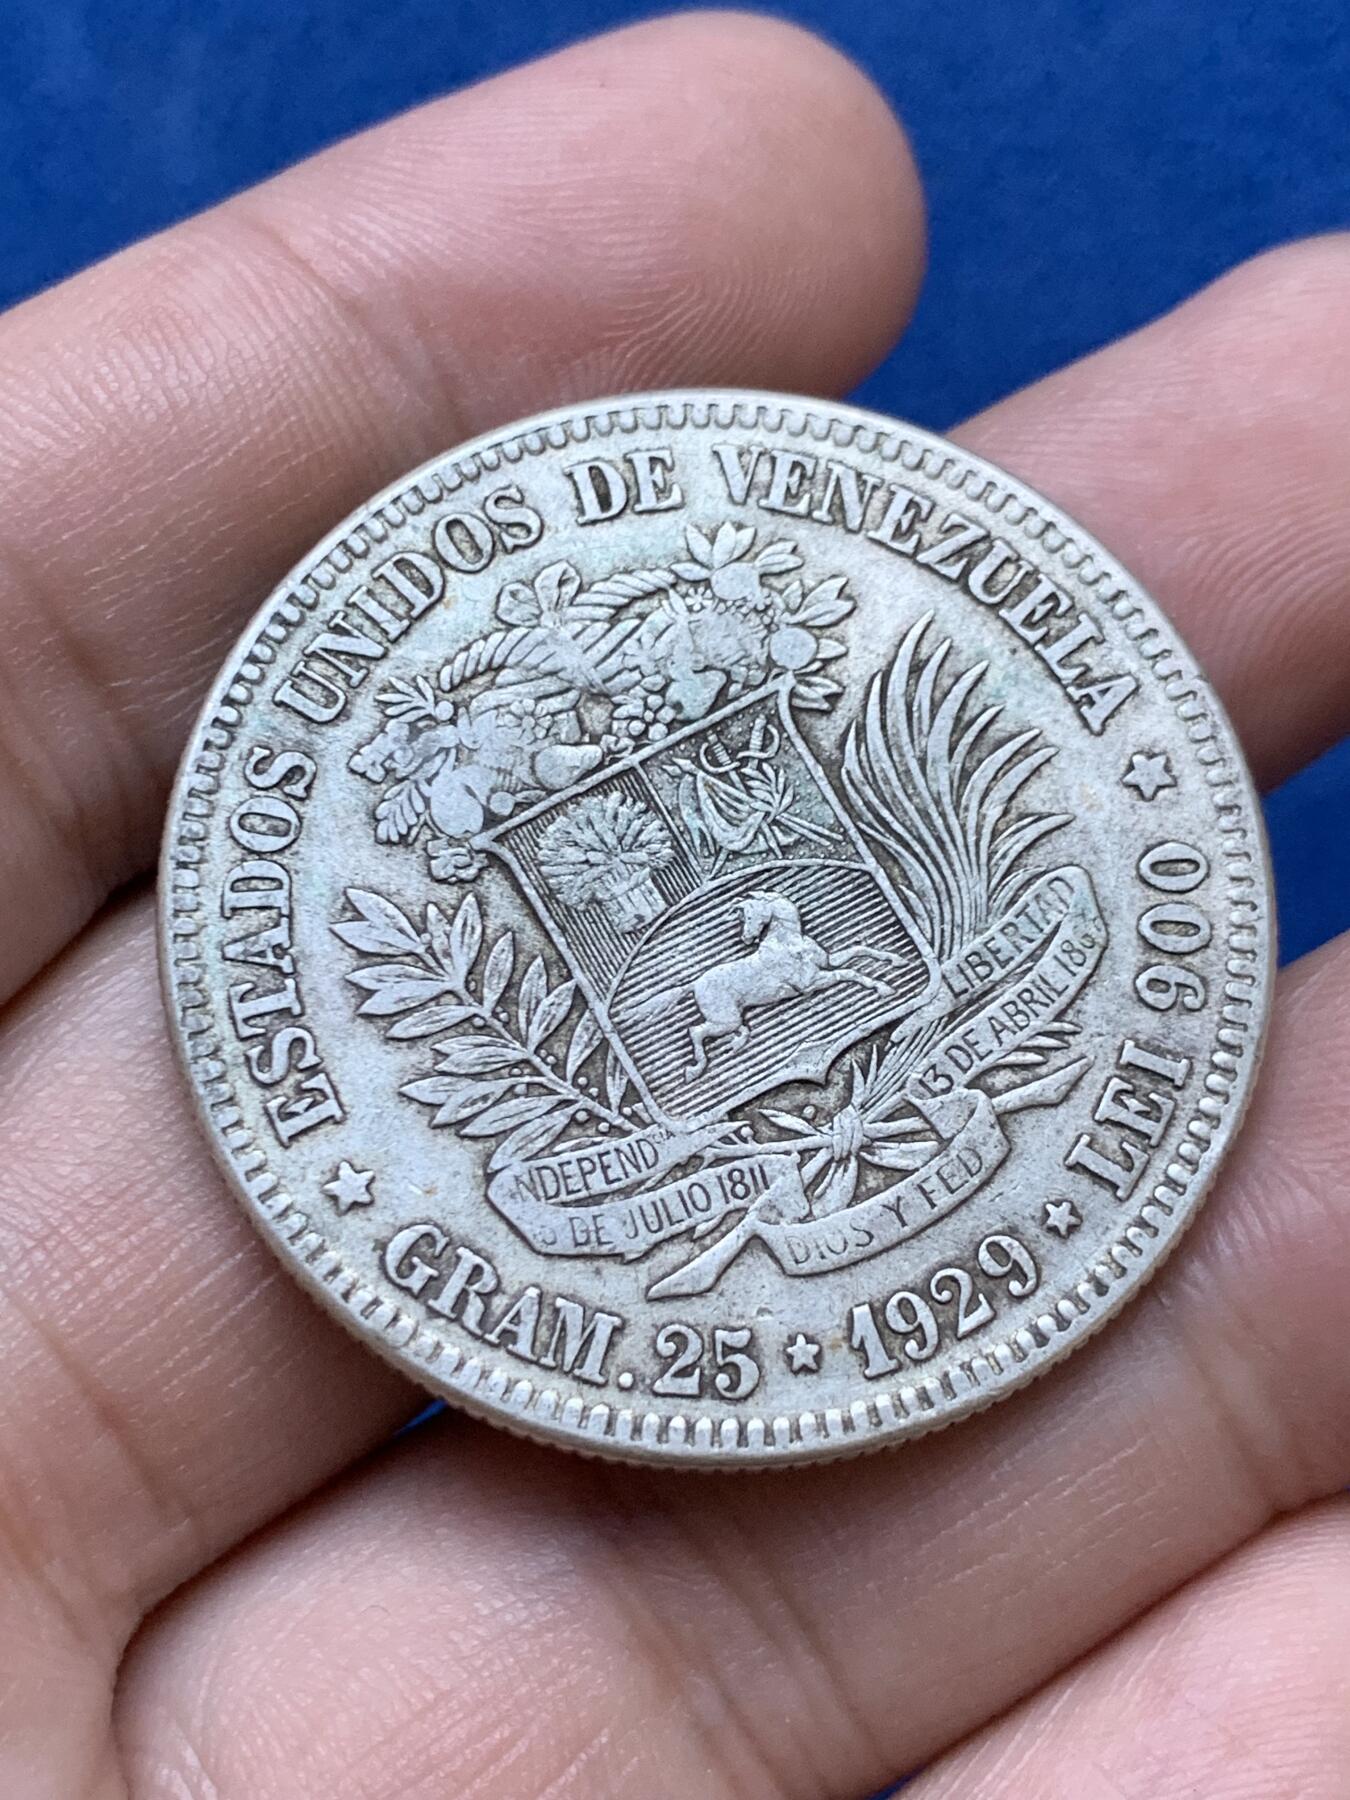 ESTADOS UNIDOS DE VENEZUELA
LEI 900
GRAM. 25
1929
LIBERTAD
13 DE ABRIL
DE JULIO 1811
DIOS Y FED